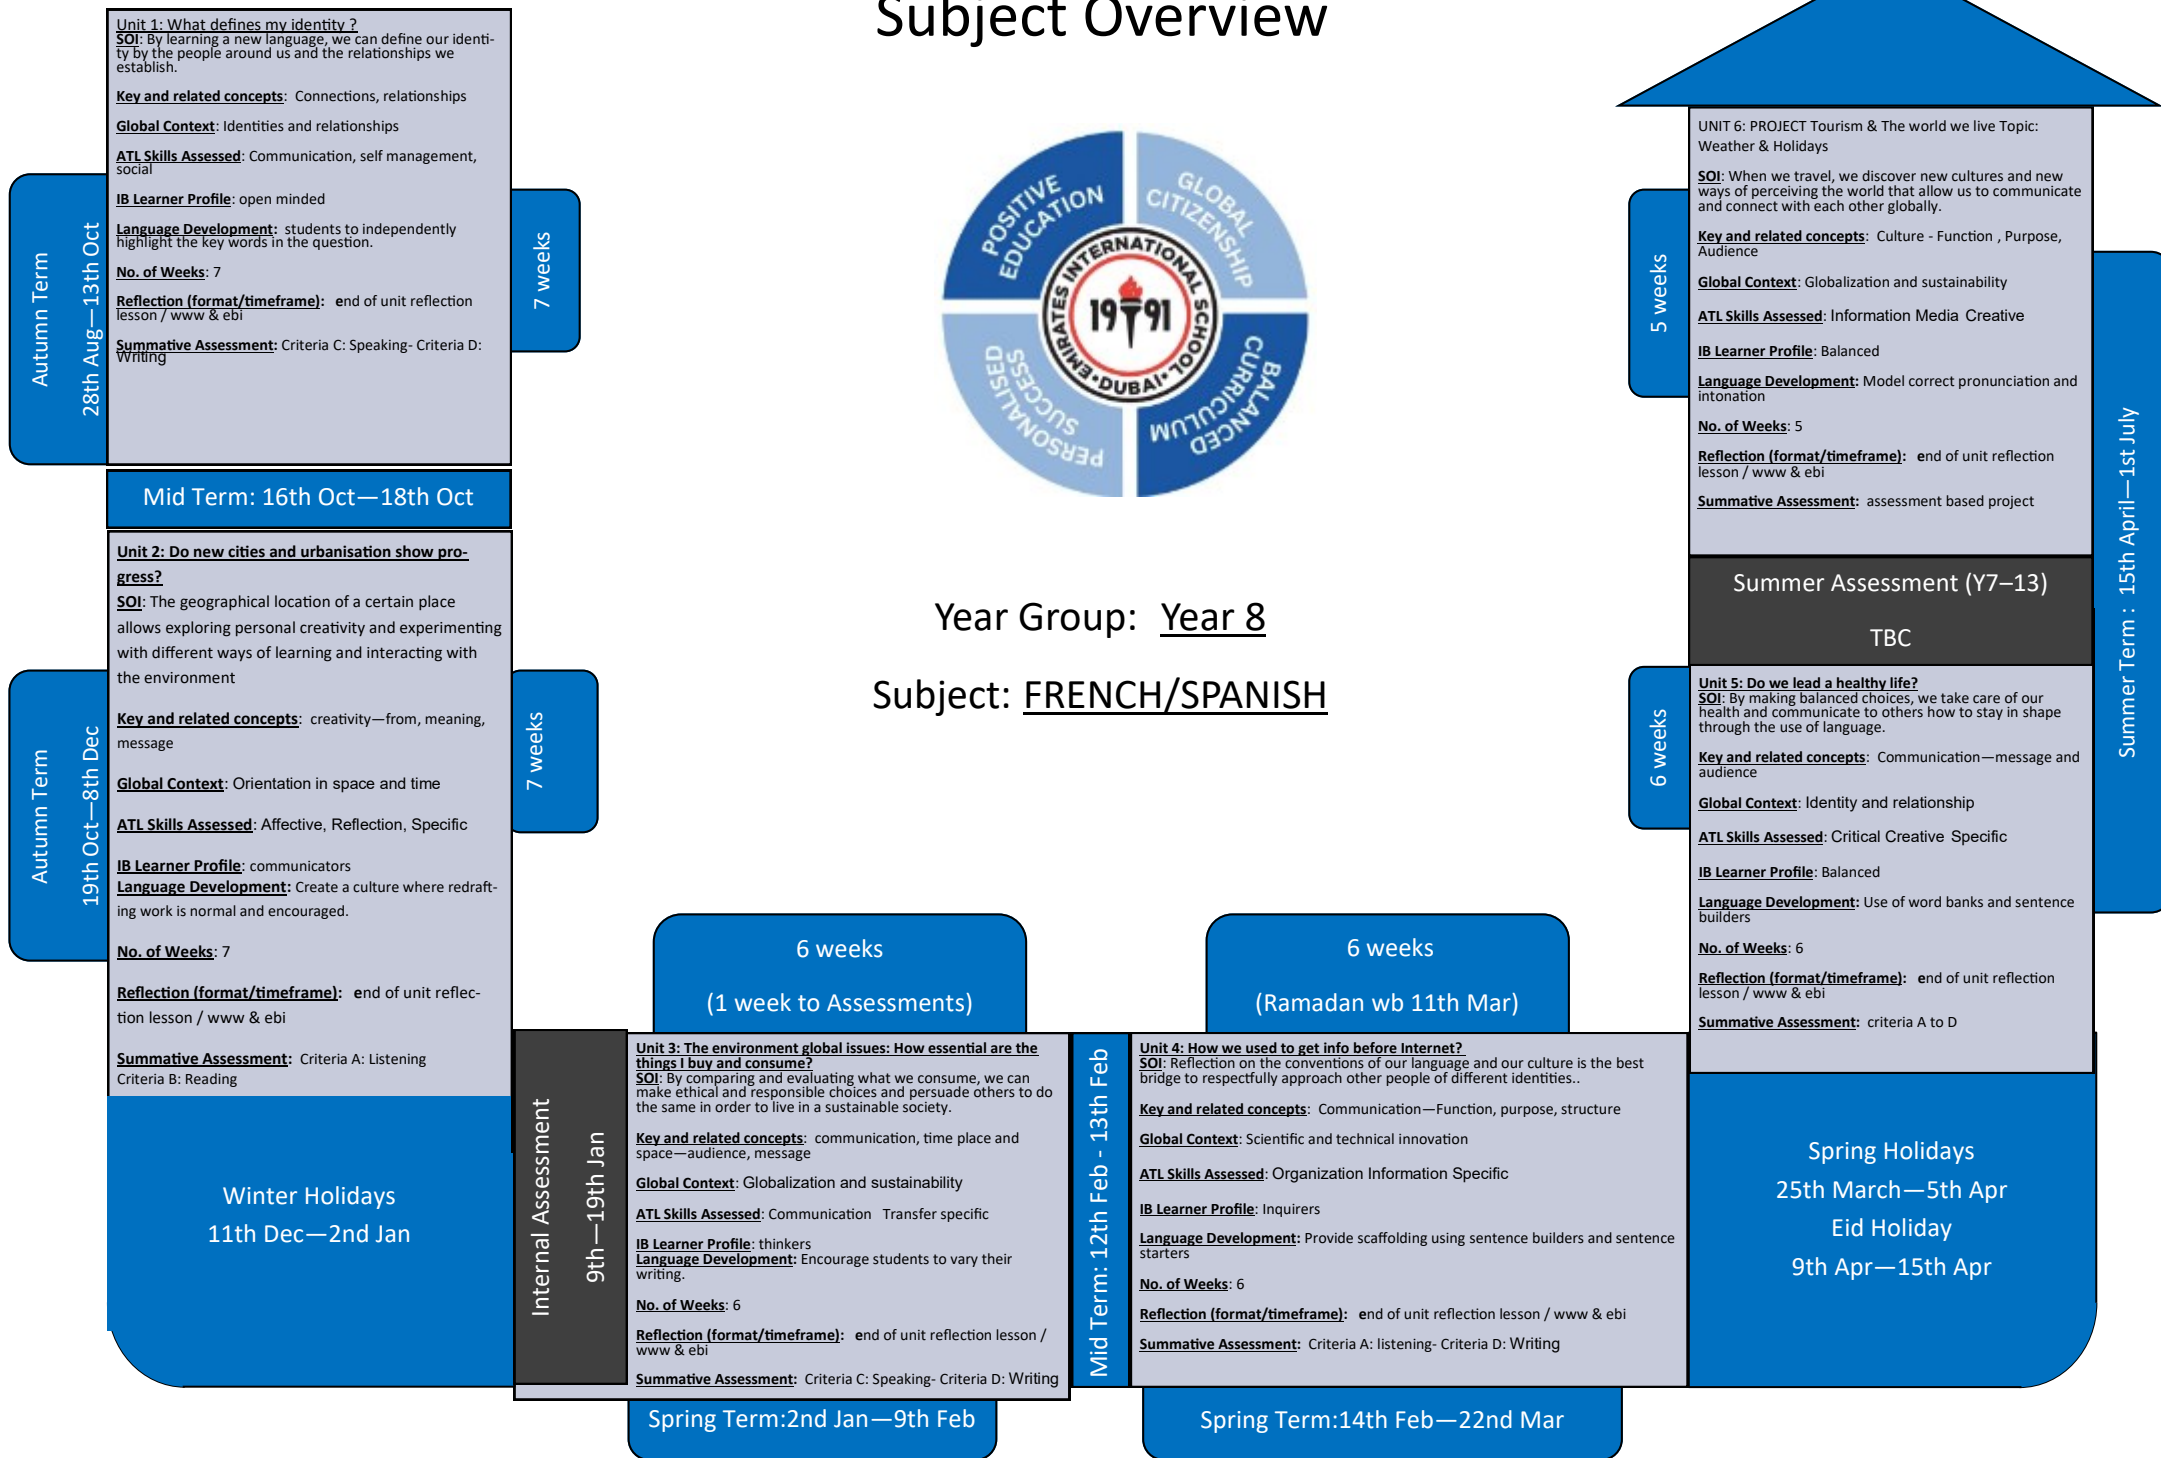 Subject Overview
Unit 1: What defines my identity ?
SOI: By learning a new language, we can define our identi-
ty by the people around us and the relationships we
establish.
Key and related concepts:  Connections, relationships
Global Context: Identities and relationships
ATL Skills Assessed: Communication, self management,
social
IB Learner Profile: open minded
Language Development:  students to independently
highlight the key words in the question.
No. of Weeks: 7
Reflection (format/timeframe):   end of unit reflection
lesson / www & ebi
Summative Assessment: Criteria C: Speaking- Criteria D:
Writing
Autumn Term
28th Aug—13th Oct
7 weeks
Mid Term: 16th Oct—18th Oct
Unit 2: Do new cities and urbanisation show pro-
gress?
SOI: The geographical location of a certain place
allows exploring personal creativity and experimenting
with different ways of learning and interacting with
the environment
Key and related concepts:  creativity—from, meaning,
message
Global Context: Orientation in space and time
ATL Skills Assessed: Affective, Reflection, Specific
IB Learner Profile: communicators
Language Development: Create a culture where redraft-
ing work is normal and encouraged.
No. of Weeks: 7
Reflection (format/timeframe):   end of unit reflec-
tion lesson / www & ebi
Summative Assessment:  Criteria A: Listening
Criteria B: Reading
Autumn Term
19th Oct—8th Dec
7 weeks
Winter Holidays
11th Dec—2nd Jan
POSITIVE
EDUCATION
GLOBAL
CITIZENSHIP
PERSONALISED
SUCCESS
BALANCED
CURRICULUM
EMIRATES INTERNATIONAL SCHOOL
•DUBAI•
19 91
Year Group:  Year 8
Subject: FRENCH/SPANISH
Internal Assessment
9th—19th Jan
6 weeks
(1 week to Assessments)
Unit 3: The environment global issues: How essential are the
things I buy and consume?
SOI: By comparing and evaluating what we consume, we can
make ethical and responsible choices and persuade others to do
the same in order to live in a sustainable society.
Key and related concepts:  communication, time place and
space—audience, message
Global Context: Globalization and sustainability
ATL Skills Assessed: Communication   Transfer specific
IB Learner Profile: thinkers
Language Development: Encourage students to vary their
writing.
No. of Weeks: 6
Reflection (format/timeframe):   end of unit reflection lesson /
www & ebi
Summative Assessment:  Criteria C: Speaking- Criteria D: Writing
Spring Term:2nd Jan—9th Feb
Mid Term: 12th Feb - 13th Feb
6 weeks
(Ramadan wb 11th Mar)
Unit 4: How we used to get info before Internet?
SOI: Reflection on the conventions of our language and our culture is the best
bridge to respectfully approach other people of different identities..
Key and related concepts:  Communication—Function, purpose, structure
Global Context: Scientific and technical innovation
ATL Skills Assessed: Organization Information Specific
IB Learner Profile: Inquirers
Language Development: Provide scaffolding using sentence builders and sentence
starters
No. of Weeks: 6
Reflection (format/timeframe):   end of unit reflection lesson / www & ebi
Summative Assessment:  Criteria A: listening- Criteria D: Writing
Spring Term:14th Feb—22nd Mar
Spring Holidays
25th March—5th Apr
Eid Holiday
9th Apr—15th Apr
UNIT 6: PROJECT Tourism & The world we live Topic:
Weather & Holidays
SOI: When we travel, we discover new cultures and new
ways of perceiving the world that allow us to communicate
and connect with each other globally.
Key and related concepts:  Culture - Function , Purpose,
Audience
Global Context: Globalization and sustainability
ATL Skills Assessed: Information Media Creative
IB Learner Profile: Balanced
Language Development: Model correct pronunciation and
intonation
No. of Weeks: 5
Reflection (format/timeframe):   end of unit reflection
lesson / www & ebi
Summative Assessment:  assessment based project
5 weeks
Summer Assessment (Y7–13)
TBC
Unit 5: Do we lead a healthy life?
SOI: By making balanced choices, we take care of our
health and communicate to others how to stay in shape
through the use of language.
Key and related concepts:  Communication—message and
audience
Global Context: Identity and relationship
ATL Skills Assessed: Critical Creative Specific
IB Learner Profile: Balanced
Language Development: Use of word banks and sentence
builders
No. of Weeks: 6
Reflection (format/timeframe):   end of unit reflection
lesson / www & ebi
Summative Assessment:  criteria A to D
6 weeks
Summer Term :  15th April—1st July